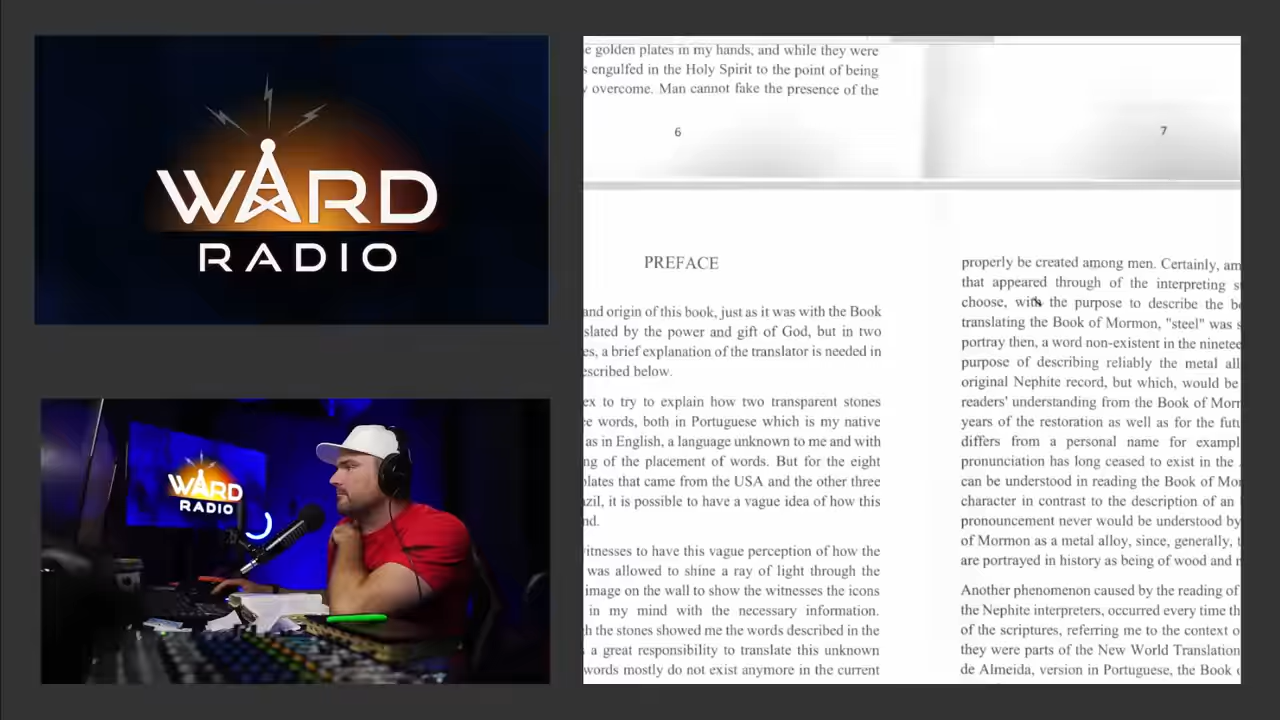 WARD
RADIO
WARD
RADIO
e golden plates in my hands, and while they were
s engulfed in the Holy Spirit to the point of being
y overcome. Man cannot fake the presence of the
6
7
PREFACE
and origin of this book, just as it was with the Book
slated by the power and gift of God, but in two
es, a brief explanation of the translator is needed in
escribed below.
ex to try to explain how two transparent stones
e words, both in Portuguese which is my native
as in English, a language unknown to me and with
ng of the placement of words. But for the eight
plates that came from the USA and the other three
azil, it is possible to have a vague idea of how this
nd.
witnesses to have this vague perception of how the
was allowed to shine a ray of light through the
image on the wall to show the witnesses the icons
in my mind with the necessary information.
h the stones showed me the words described in the
a great responsibility to translate this unknown
words mostly do not exist anymore in the current
properly be created among men. Certainly, am
that appeared through of the interpreting s
choose, with the purpose to describe the b
translating the Book of Mormon, "steel" was s
portray then, a word non-existent in the ninetee
purpose of describing reliably the metal all
original Nephite record, but which, would be
readers' understanding from the Book of Morr
years of the restoration as well as for the futu
differs from a personal name for exampl
pronunciation has long ceased to exist in the
can be understood in reading the Book of Mor
character in contrast to the description of an
pronouncement never would be understood by
of Mormon as a metal alloy, since, generally, t
are portrayed in history as being of wood and r
Another phenomenon caused by the reading of
the Nephite interpreters, occurred every time th
of the scriptures, referring me to the context o
they were parts of the New World Translation
de Almeida, version in Portuguese, the Book o